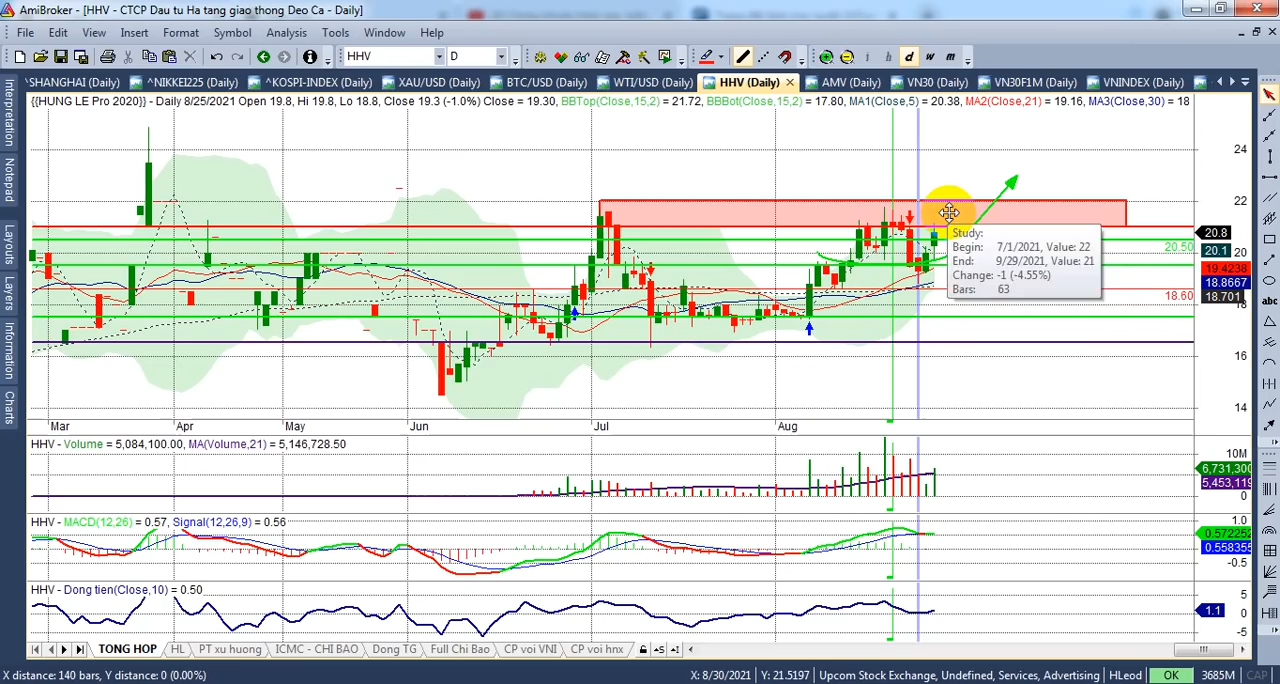 AmiBroker - [HHV - CTCP Dau tu Ha tang giao thong Deo Ca - Daily]
File Edit View Insert Format Symbol Analysis Tools Window Help
HHV D
d w m
^SHANGHAI (Daily) ^NIKKEI225 (Daily) ^KOSPI-INDEX (Daily) XAU/USD (Daily) BTC/USD (Daily) WTI/USD (Daily) HHV (Daily) AMV (Daily) VN30 (Daily) VN30F1M (Daily) VNINDEX (Daily)
{{HUNG LE Pro 2020}} - Daily 8/25/2021 Open 19.8, Hi 19.8, Lo 18.8, Close 19.3 (-1.0%) Close = 19.30, BBTop(Close,15,2) = 21.72, BBBot(Close,15,2) = 17.80, MA1(Close,5) = 20.38, MA2(Close,21) = 19.16, MA3(Close,30) = 18
Interpretation
Notepad
Layouts
Layers
Information
Charts
24
22
20.8
20.50
20.1
20
19.4238
18.8667
18.60
18.701
18
16
14
Study:
Begin: 7/1/2021, Value: 22
End: 9/29/2021, Value: 21
Change: -1 (-4.55%)
Bars: 63
Mar Apr May Jun Jul Aug
HHV - Volume = 5,084,100.00, MA(Volume,21) = 5,146,728.50
10M
6,731,300
5,453,119
0
HHV - MACD(12,26) = 0.57, Signal(12,26,9) = 0.56
1.0
0.572252
0.558355
-0.5
HHV - Dong tien(Close,10) = 0.50
5
1.1
0
-5
TONG HOP HL PT xu huong ICMC - CHI BAO Dong TG Full Chi Bao CP voi VNI CP voi hnx
X distance: 140 bars, Y distance: 0 (0.00%) X: 8/30/2021 Y: 21.5197 Upcom Stock Exchange, Undefined, Services, Advertising HLeod OK 3685M CAP
abc